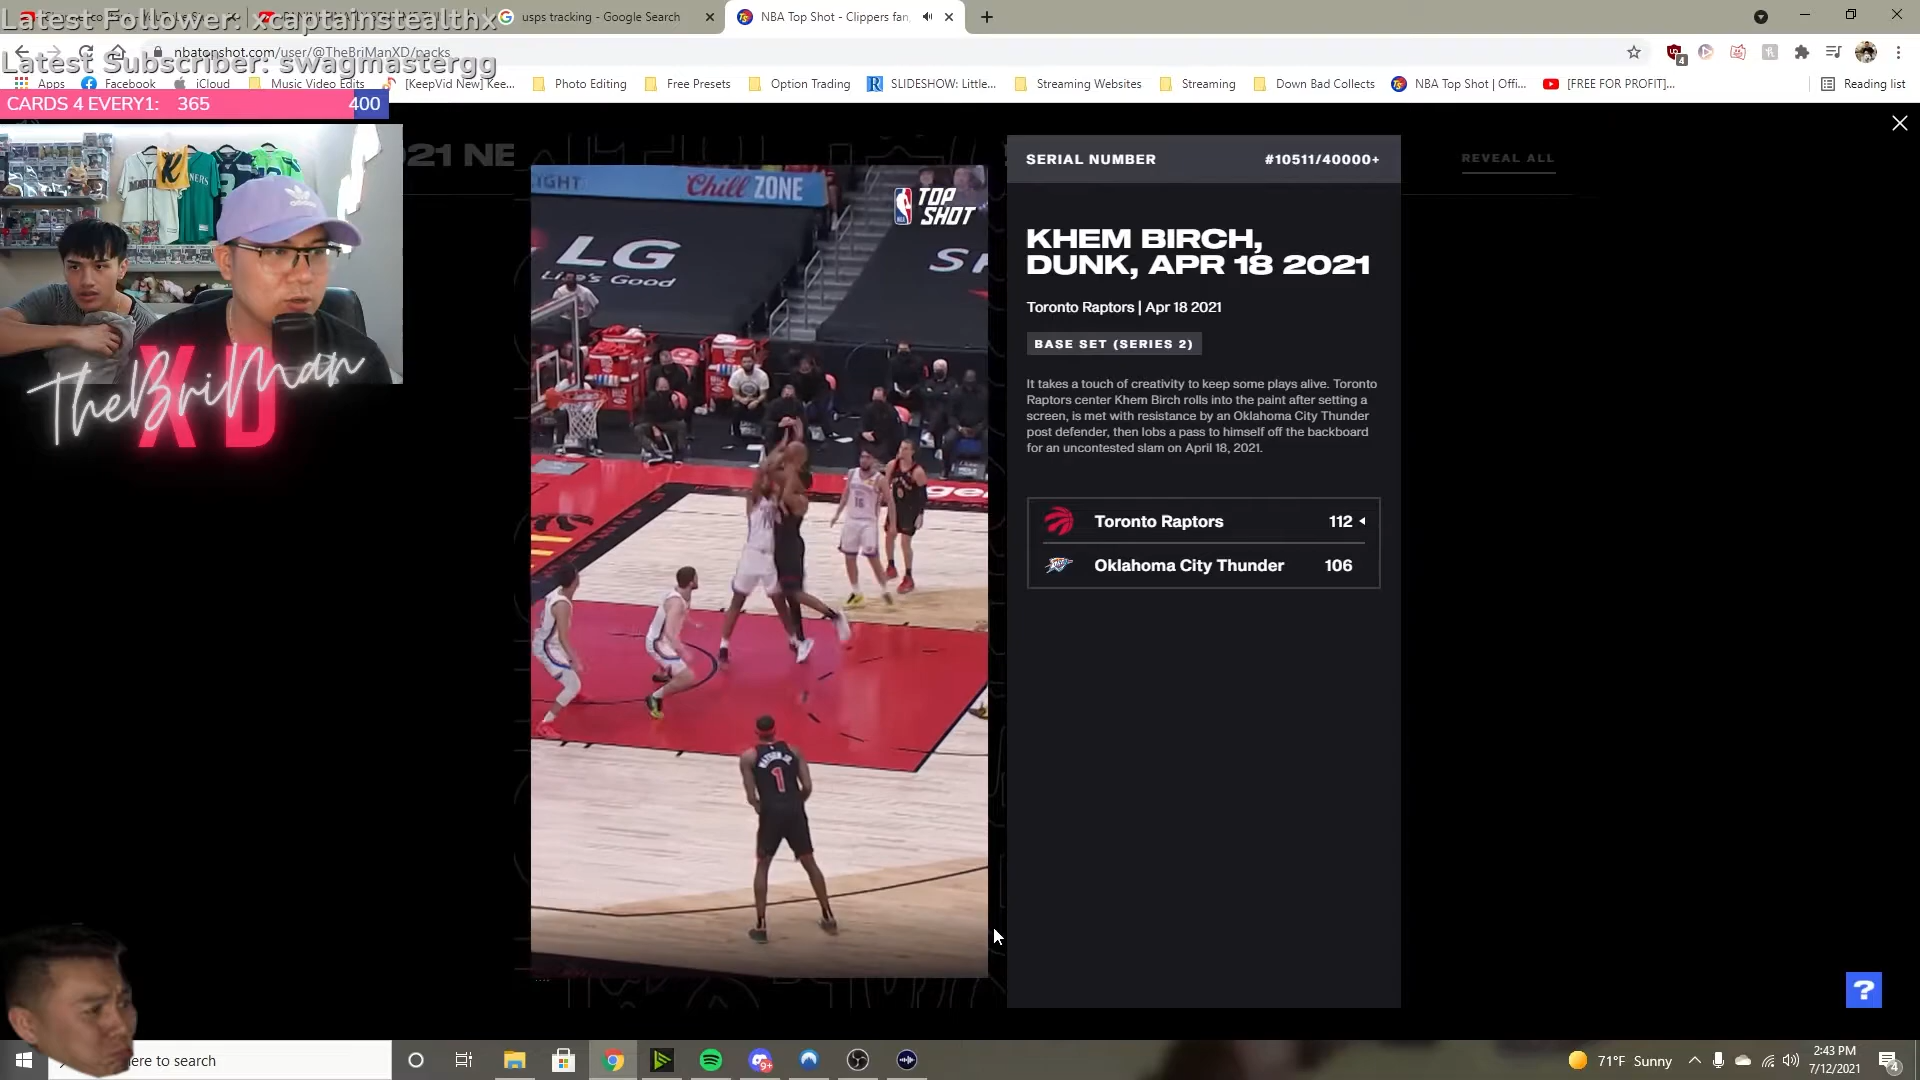 Latest Follower: xcaptainstealthx
usps tracking - Google Search
NBA Top Shot - Clippers fan,
nbatopshot.com/user/@TheBriManXD/packs
Latest Subscriber: swagmastergg
Apps
Facebook
iCloud
Music Video Edits
[KeepVid New] Kee...
Photo Editing
Free Presets
Option Trading
SLIDESHOW: Little...
Streaming Websites
Streaming
Down Bad Collects
NBA Top Shot | Offi...
[FREE FOR PROFIT]...
Reading list
CARDS 4 EVERY1: 365 400
021 NE
REVEAL ALL
SERIAL NUMBER #10511/40000+
Chill ZONE
TOP SHOT
LG
Life's Good
KHEM BIRCH,
DUNK, APR 18 2021
Toronto Raptors | Apr 18 2021
BASE SET (SERIES 2)
It takes a touch of creativity to keep some plays alive. Toronto
Raptors center Khem Birch rolls into the paint after setting a
screen, is met with resistance by an Oklahoma City Thunder
post defender, then lobs a pass to himself off the backboard
for an uncontested slam on April 18, 2021.
Toronto Raptors 112
Oklahoma City Thunder 106
TheBriMan
XD
WATSON JR.
1
?
here to search
71°F Sunny
2:43 PM
7/12/2021